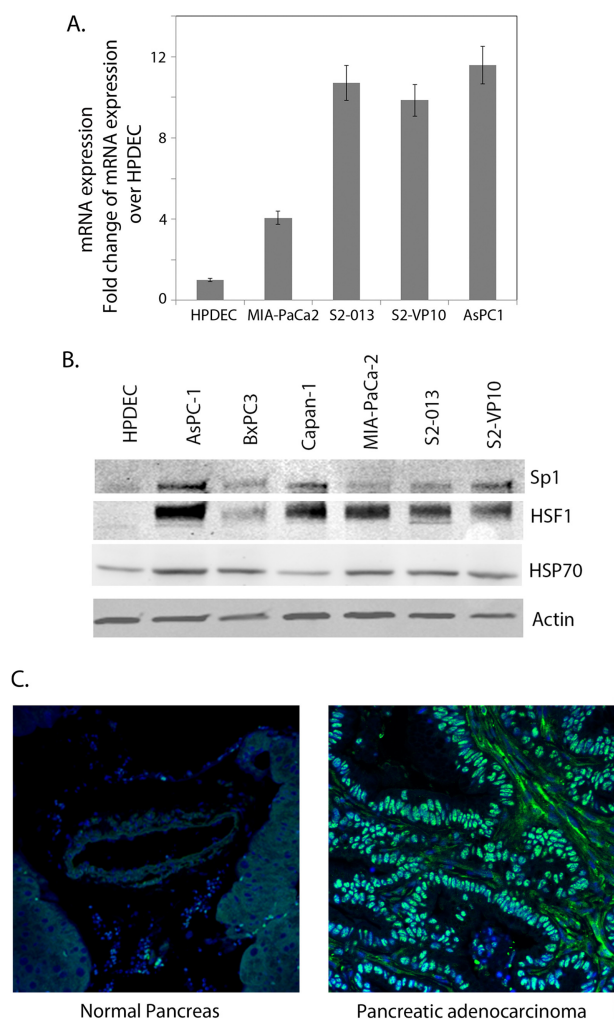 A.
mRNA expression
Fold change of mRNA expression
over HPDEC
12
8
4
0
HPDEC MIA-PaCa2 S2-013 S2-VP10 AsPC1
B.
HPDEC AsPC-1 BxPC3 Capan-1 MIA-PaCa-2 S2-013 S2-VP10
Sp1
HSF1
HSP70
Actin
C.
Normal Pancreas Pancreatic adenocarcinoma